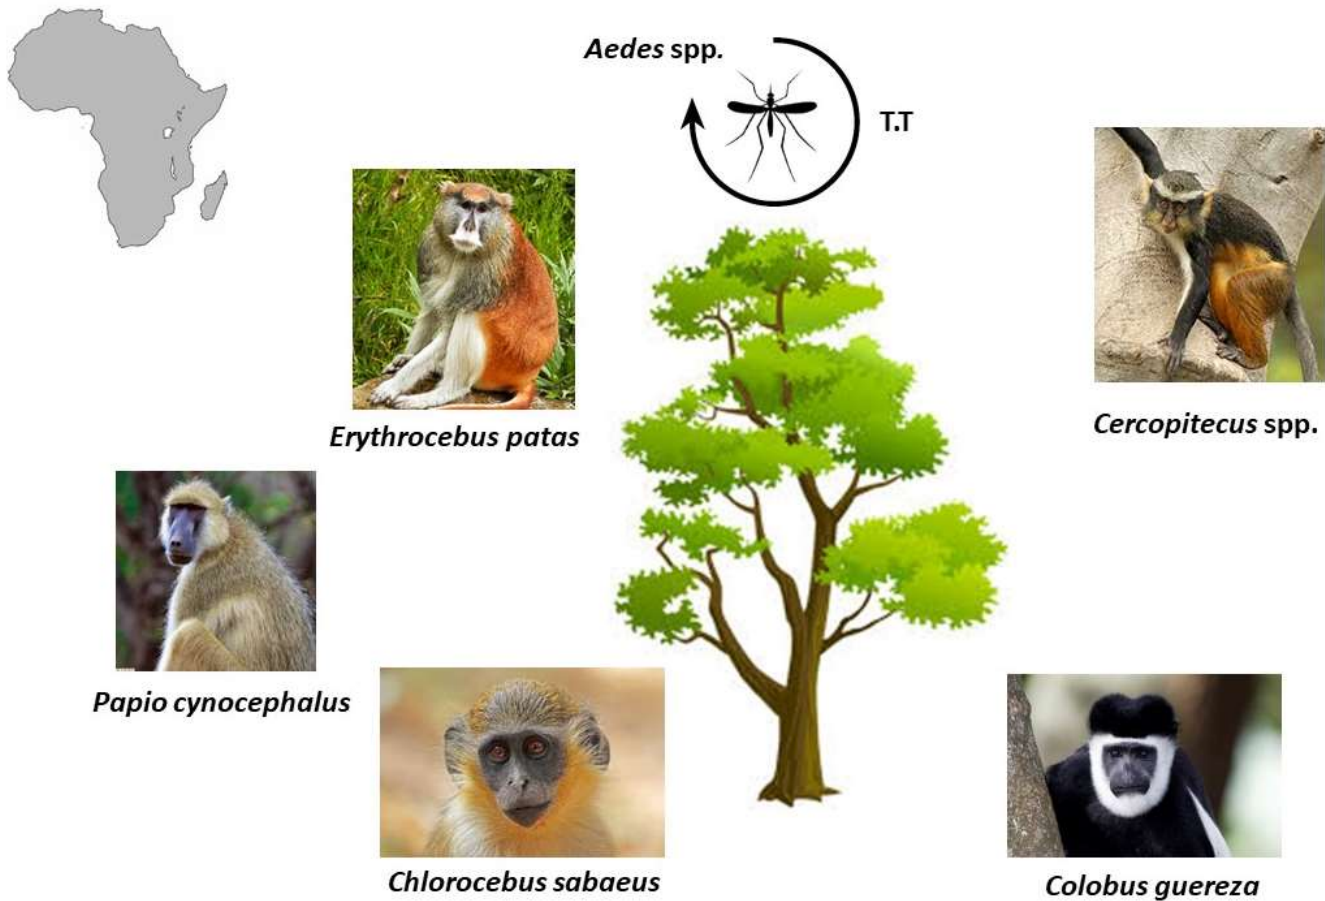 Aedes spp.
T.T
Erythrocebus patas
Cercopitecus spp.
Papio cynocephalus
Chlorocebus sabaeus
Colobus guereza